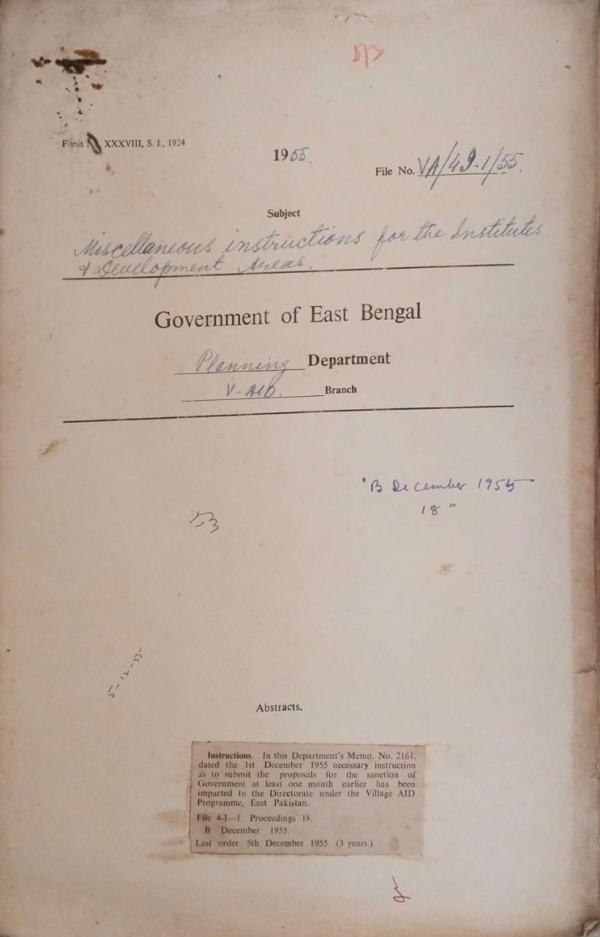 Form XXXVIII, S. I., 1924
1955.
File No. VA/49-1/55.
Subject
Miscellaneous instructions for the Institutes
& Development Areas.
Government of East Bengal
Planning Department
V-AID. Branch
'B December 1955
18"
53
5-12-55
Abstracts.
Instructions. In this Department's Memo. No. 2161,
dated the 1st December 1955 necessary instruction
as to submit the proposals for the sanction of
Government at least one month earlier has been
imparted to the Directorate under the Village AID
Programme, East Pakistan.
File 4-I—1. Proceedings 18.
B December 1955.
Last order 5th December 1955. (3 years.)